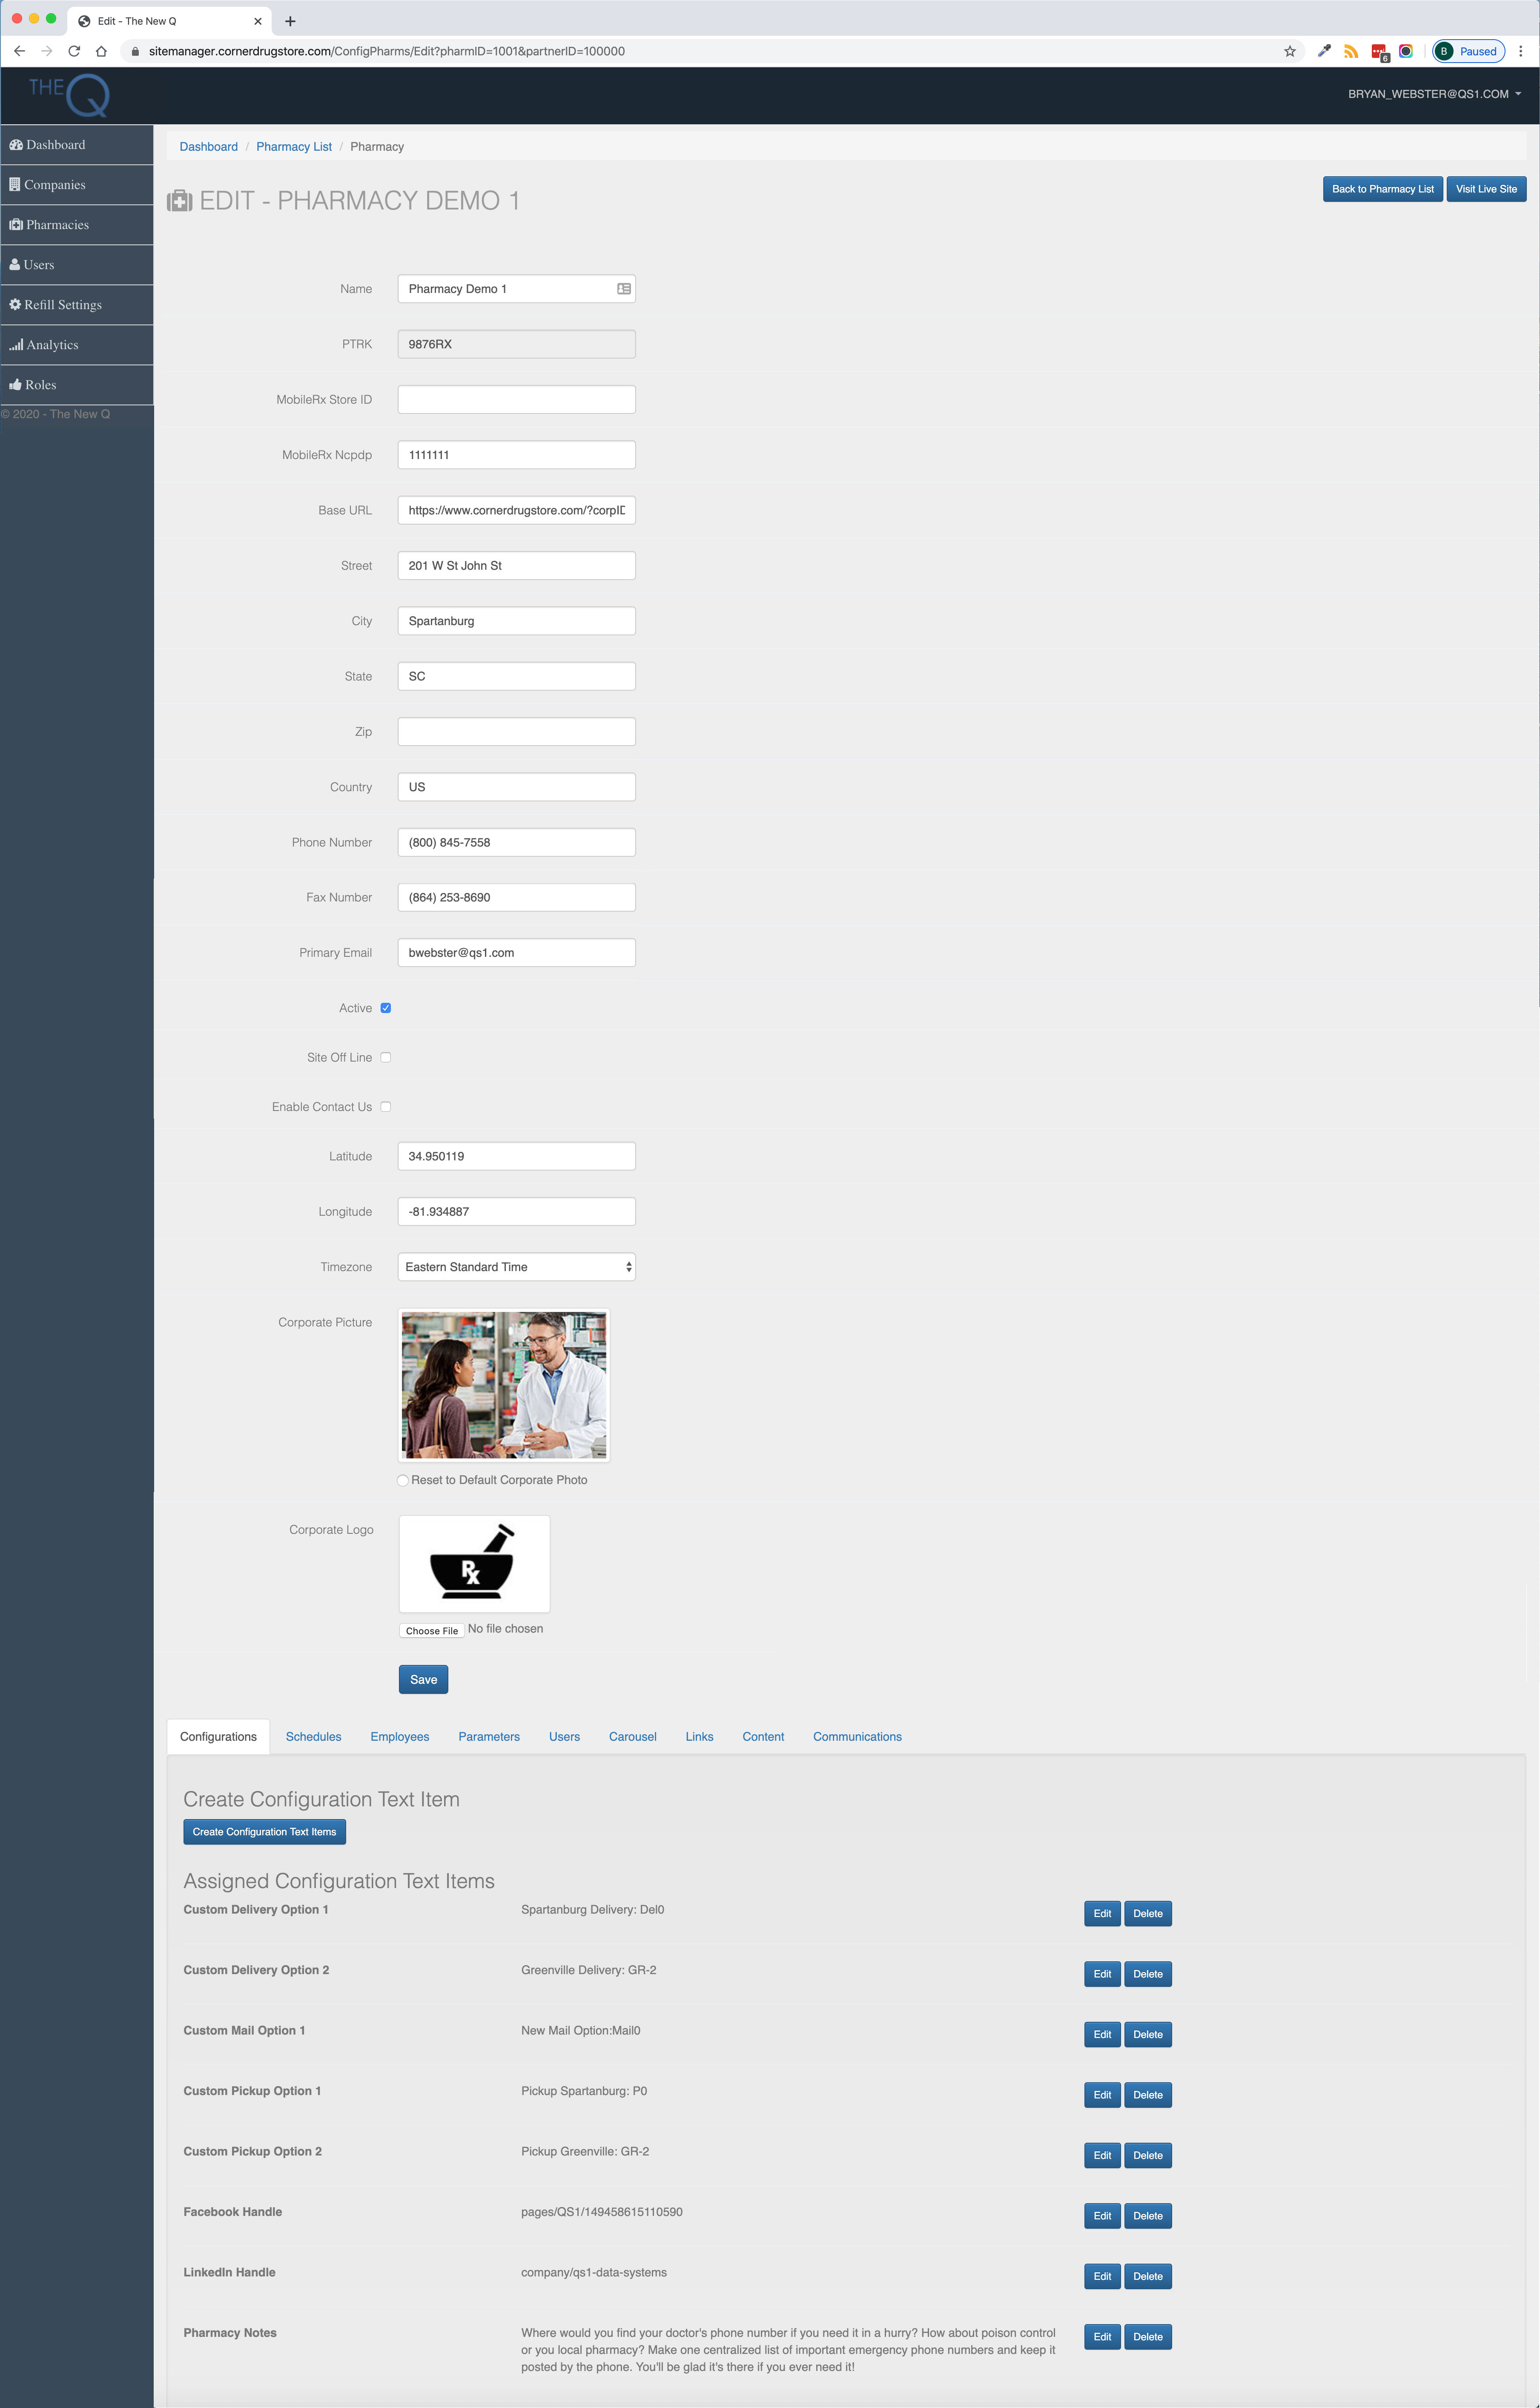 Edit - The New Q
sitemanager.cornerdrugstore.com/ConfigPharms/Edit?pharmID=1001&partnerID=100000
6
B Paused
THE Q
BRYAN_WEBSTER@QS1.COM
Dashboard
Companies
Pharmacies
Users
Refill Settings
Analytics
Roles
© 2020 - The New Q
Dashboard / Pharmacy List / Pharmacy
EDIT - PHARMACY DEMO 1
Back to Pharmacy List Visit Live Site
Name Pharmacy Demo 1
PTRK 9876RX
MobileRx Store ID
MobileRx Ncpdp 1111111
Base URL https://www.cornerdrugstore.com/?corpID
Street 201 W St John St
City Spartanburg
State SC
Zip
Country US
Phone Number (800) 845-7558
Fax Number (864) 253-8690
Primary Email bwebster@qs1.com
Active
Site Off Line
Enable Contact Us
Latitude 34.950119
Longitude -81.934887
Timezone Eastern Standard Time
Corporate Picture
Reset to Default Corporate Photo
Corporate Logo
Rx
Choose File No file chosen
Save
Configurations Schedules Employees Parameters Users Carousel Links Content Communications
Create Configuration Text Item
Create Configuration Text Items
Assigned Configuration Text Items
Custom Delivery Option 1 Spartanburg Delivery: Del0 Edit Delete
Custom Delivery Option 2 Greenville Delivery: GR-2 Edit Delete
Custom Mail Option 1 New Mail Option:Mail0 Edit Delete
Custom Pickup Option 1 Pickup Spartanburg: P0 Edit Delete
Custom Pickup Option 2 Pickup Greenville: GR-2 Edit Delete
Facebook Handle pages/QS1/149458615110590 Edit Delete
LinkedIn Handle company/qs1-data-systems Edit Delete
Pharmacy Notes Where would you find your doctor's phone number if you need it in a hurry? How about poison control Edit Delete
or you local pharmacy? Make one centralized list of important emergency phone numbers and keep it
posted by the phone. You'll be glad it's there if you ever need it!